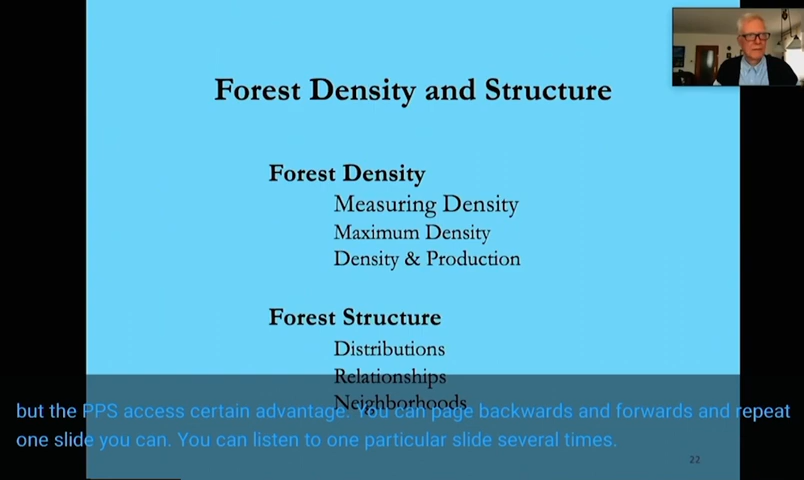 Forest Density and Structure
Forest Density
Measuring Density
Maximum Density
Density & Production
Forest Structure
Distributions
Relationships
Neighborhoods
but the PPS access certain advantage. You can page backwards and forwards and repeat
one slide you can. You can listen to one particular slide several times.
22